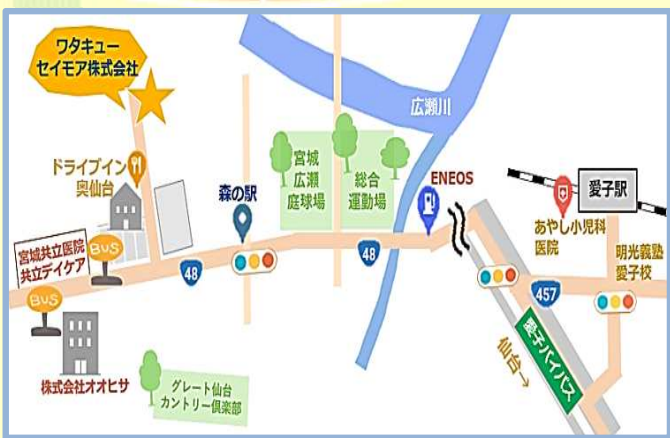 ワタキュー
セイモア株式会社
ドライブイン
奥仙台
宮城共立医院
共立デイケア
BUS
BUS
株式会社オオヒサ
48
森の駅
グレート仙台
カントリー倶楽部
宮城
広瀬
庭球場
総合
運動場
48
広瀬川
ENEOS
愛子駅
あやし小児科
医院
明光義塾
愛子校
457
愛子バイパス
仙台→